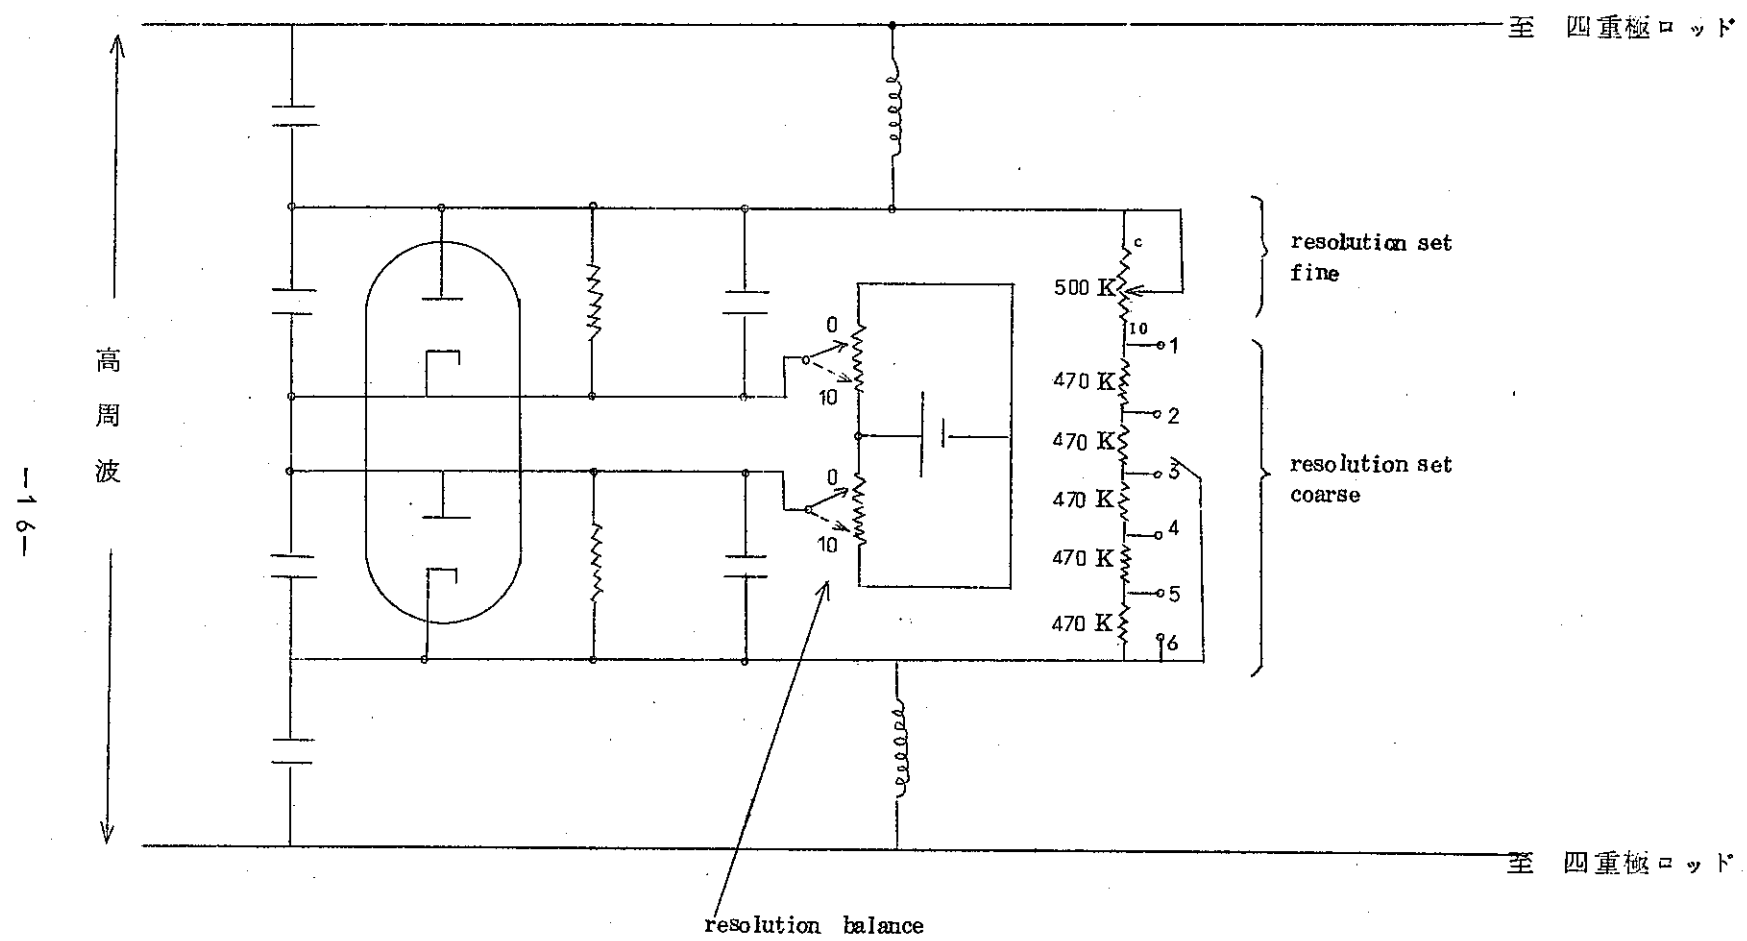 至 四重極ロッド
c
resolution set
fine
500 K
10
1
0
高
周
波
10
470 K
2
470 K
3
resolution set
coarse
0
470 K
4
10
470 K
5
470 K
6
至 四重極ロッド
resolution balance
-16-